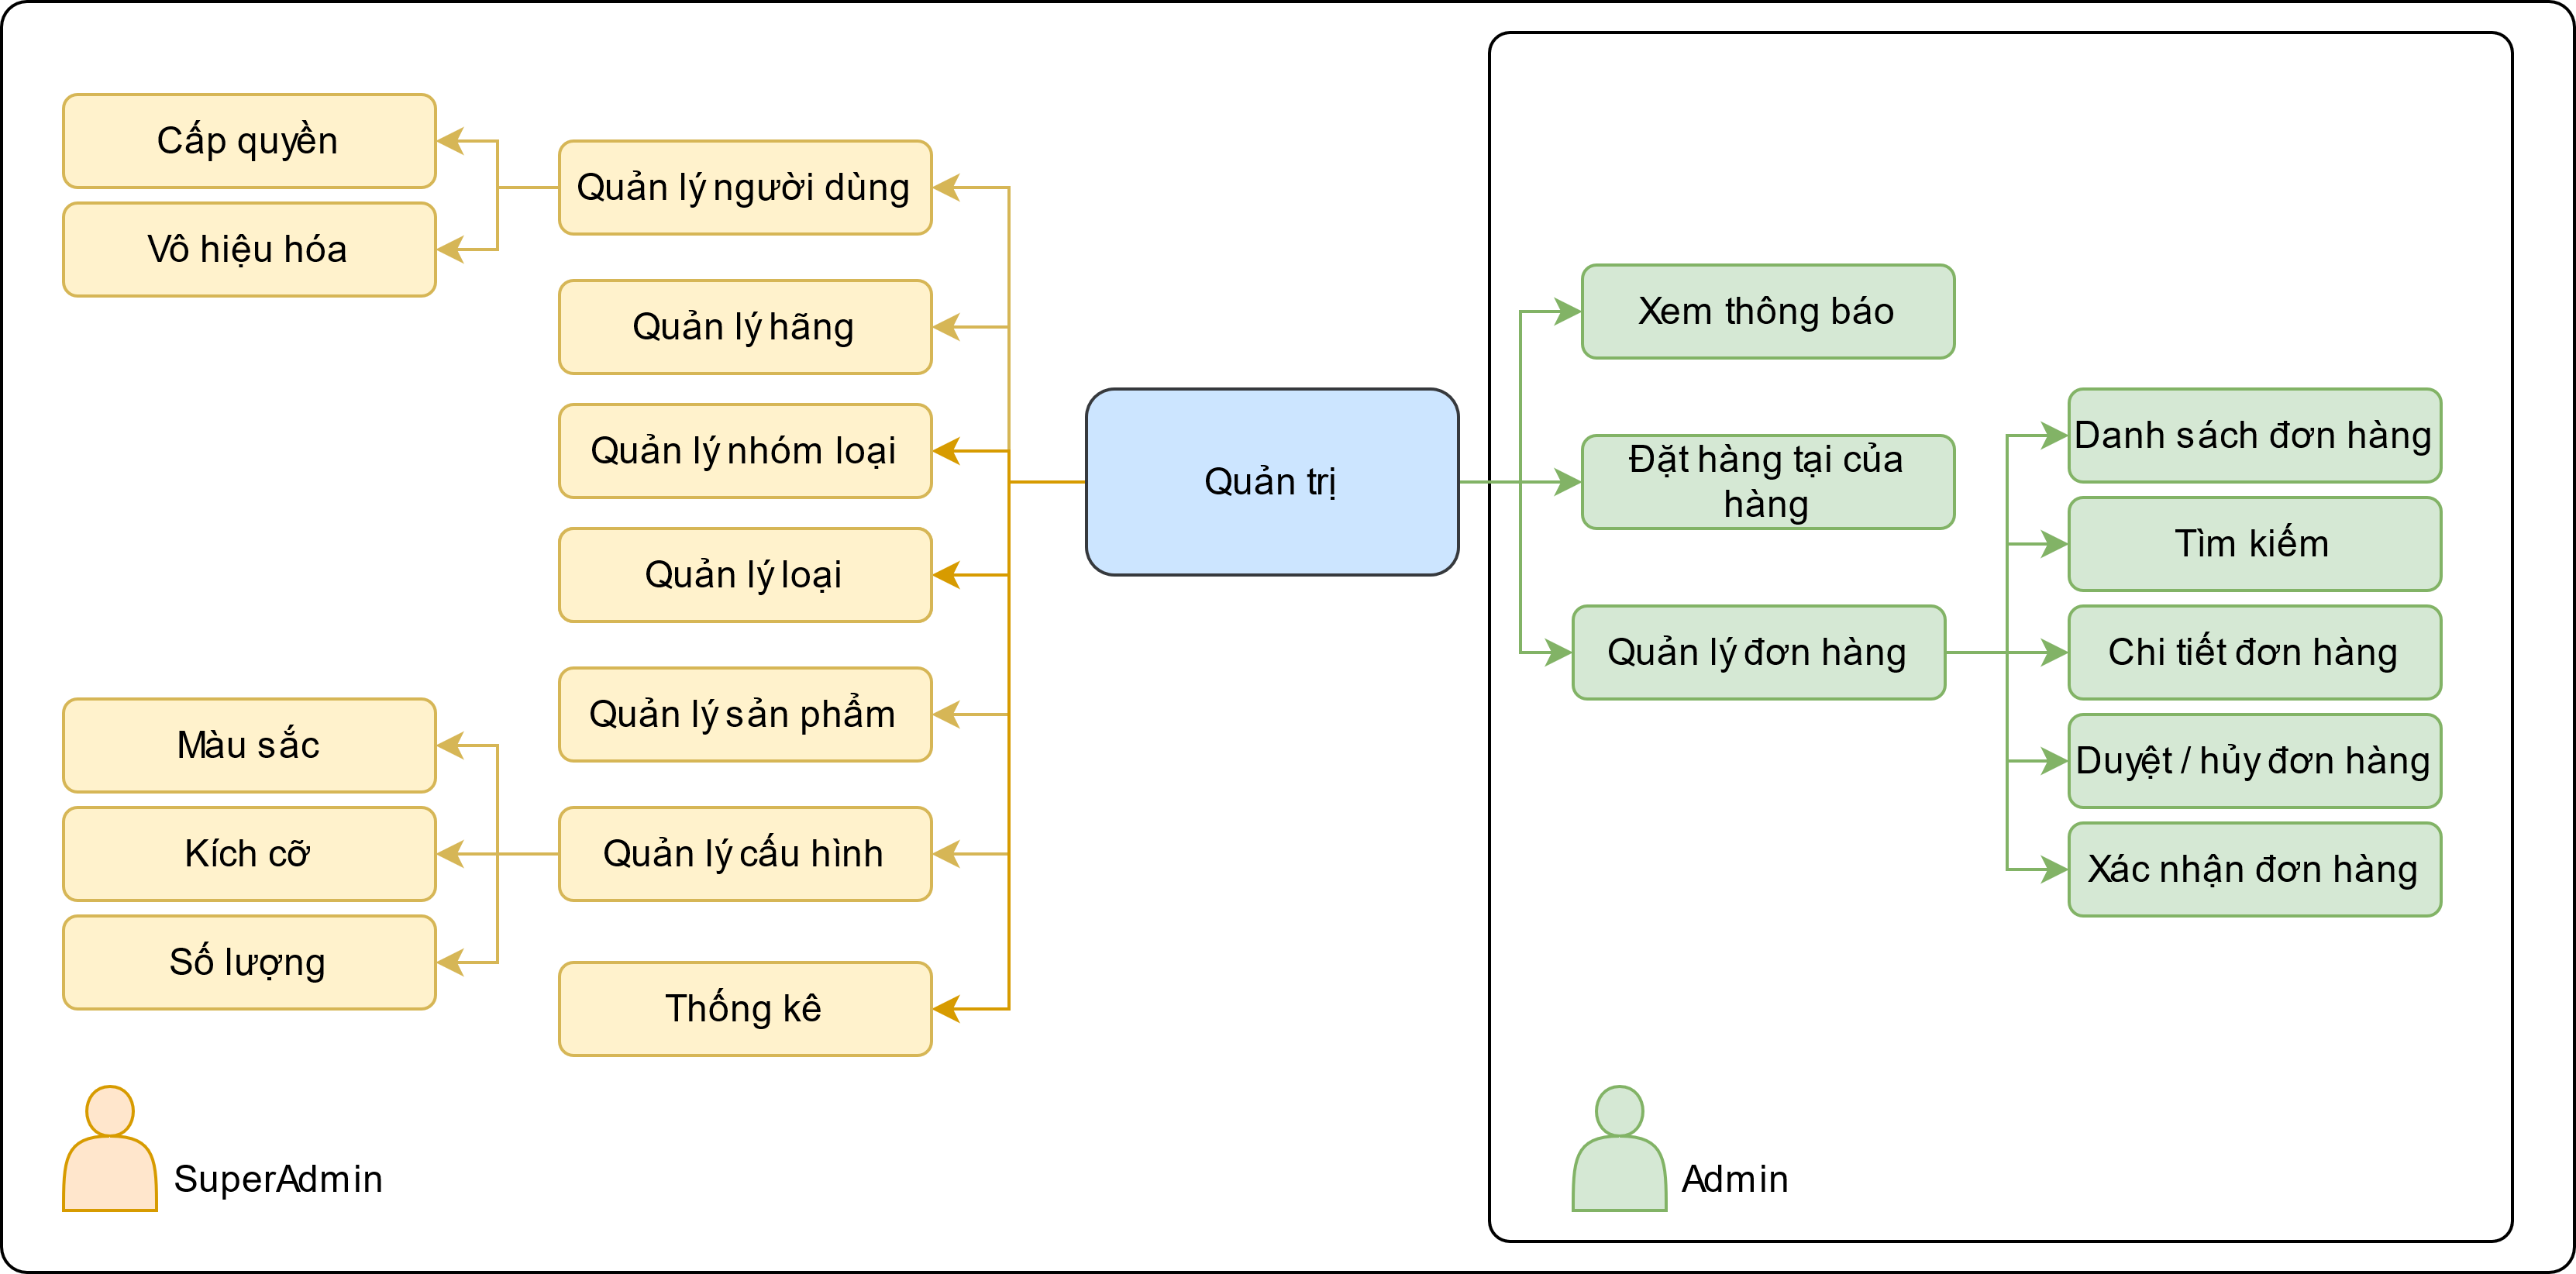 Cấp quyền
Vô hiệu hóa
Quản lý người dùng
Quản lý hãng
Quản lý nhóm loại
Quản lý loại
Quản lý sản phẩm
Quản lý cấu hình
Thống kê
Màu sắc
Kích cỡ
Số lượng
SuperAdmin
Quản trị
Xem thông báo
Đặt hàng tại của
hàng
Quản lý đơn hàng
Danh sách đơn hàng
Tìm kiếm
Chi tiết đơn hàng
Duyệt / hủy đơn hàng
Xác nhận đơn hàng
Admin